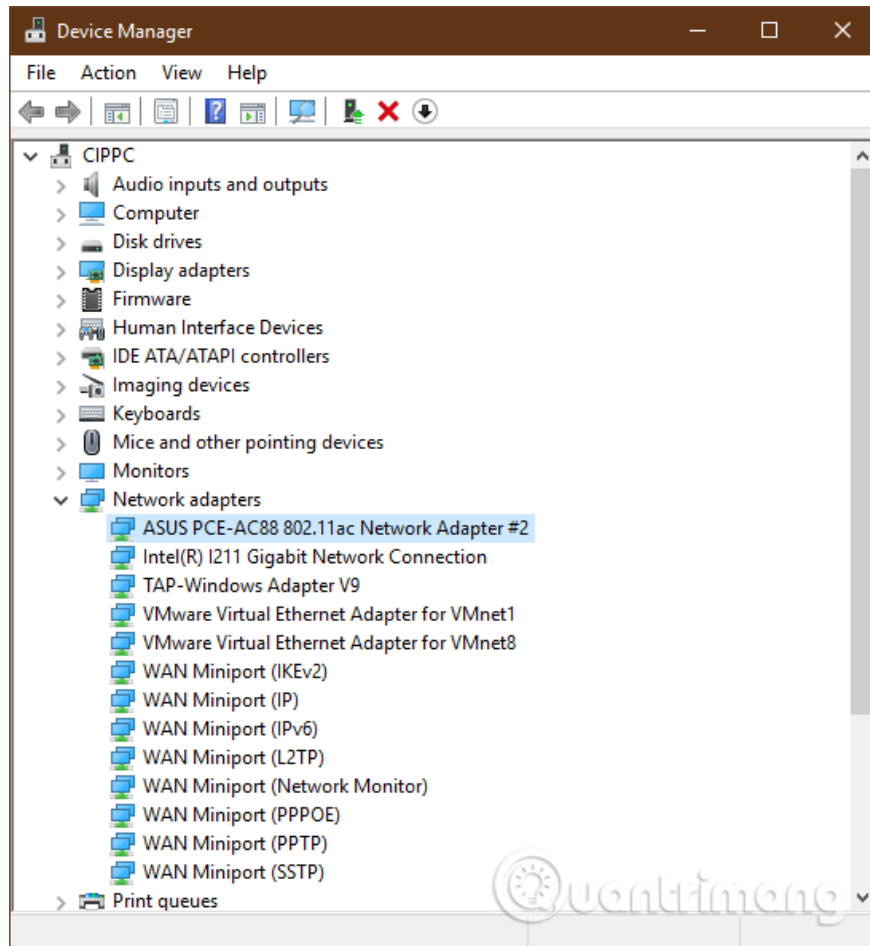 Device Manager
File Action View Help
CIPPC
Audio inputs and outputs
Computer
Disk drives
Display adapters
Firmware
Human Interface Devices
IDE ATA/ATAPI controllers
Imaging devices
Keyboards
Mice and other pointing devices
Monitors
Network adapters
ASUS PCE-AC88 802.11ac Network Adapter #2
Intel(R) I211 Gigabit Network Connection
TAP-Windows Adapter V9
VMware Virtual Ethernet Adapter for VMnet1
VMware Virtual Ethernet Adapter for VMnet8
WAN Miniport (IKEv2)
WAN Miniport (IP)
WAN Miniport (IPv6)
WAN Miniport (L2TP)
WAN Miniport (Network Monitor)
WAN Miniport (PPPOE)
WAN Miniport (PPTP)
WAN Miniport (SSTP)
Print queues
Quantrimang